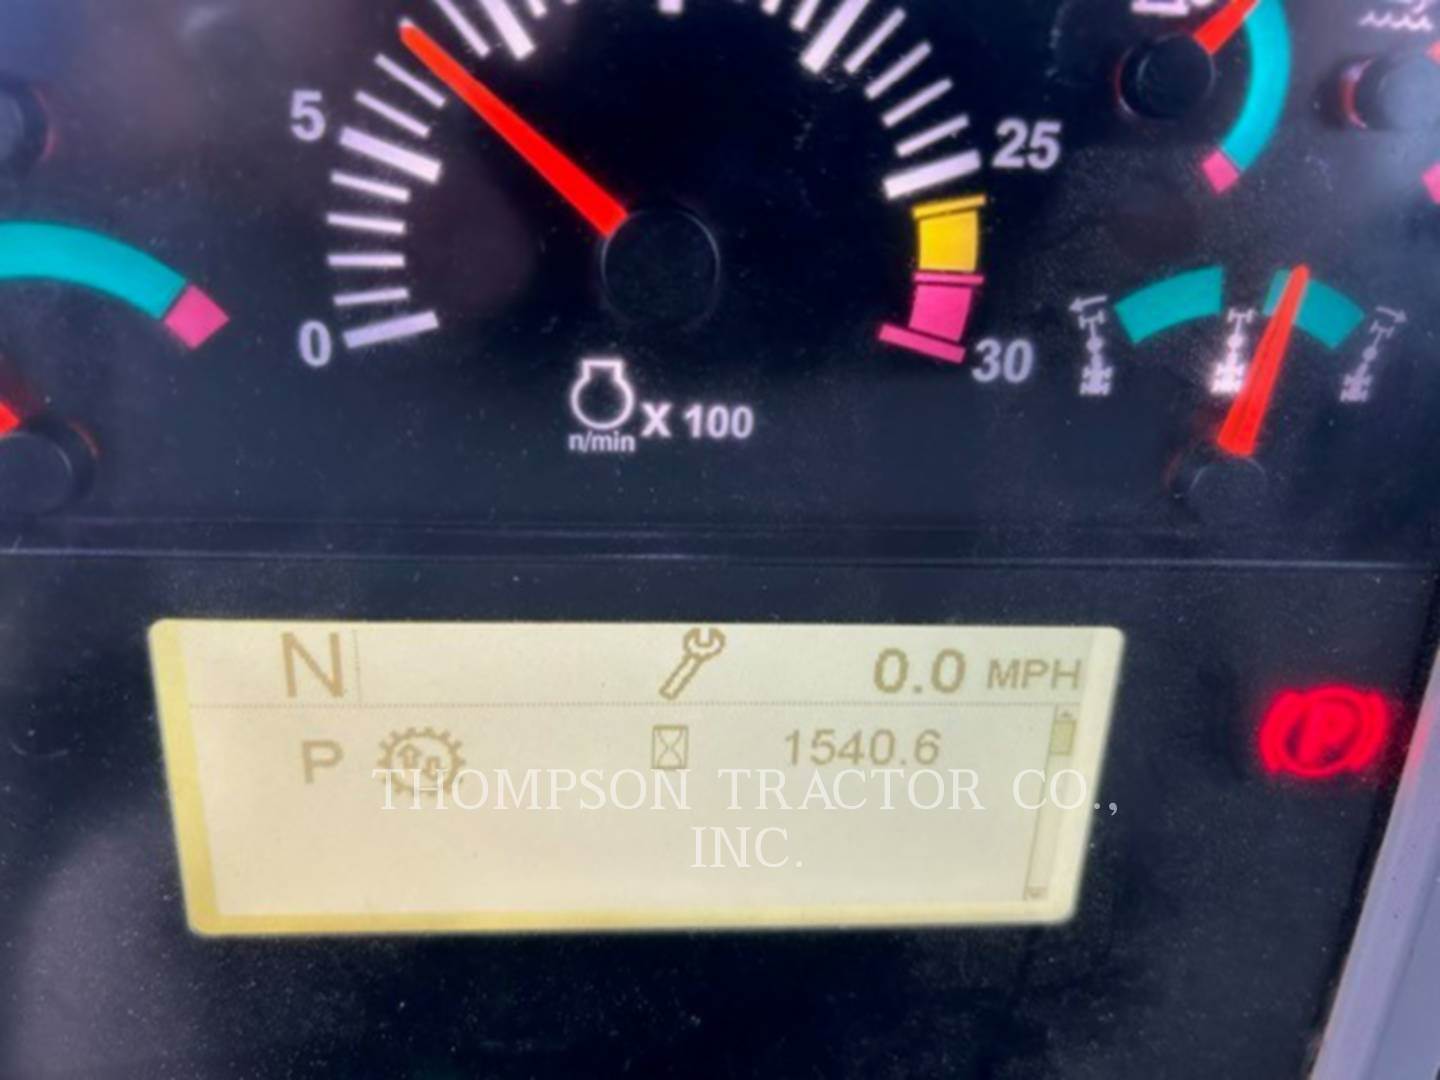 5
25
0
30
n/min X 100
N 0.0 MPH
P 1540.6
THOMPSON TRACTOR CO.,
INC.
P